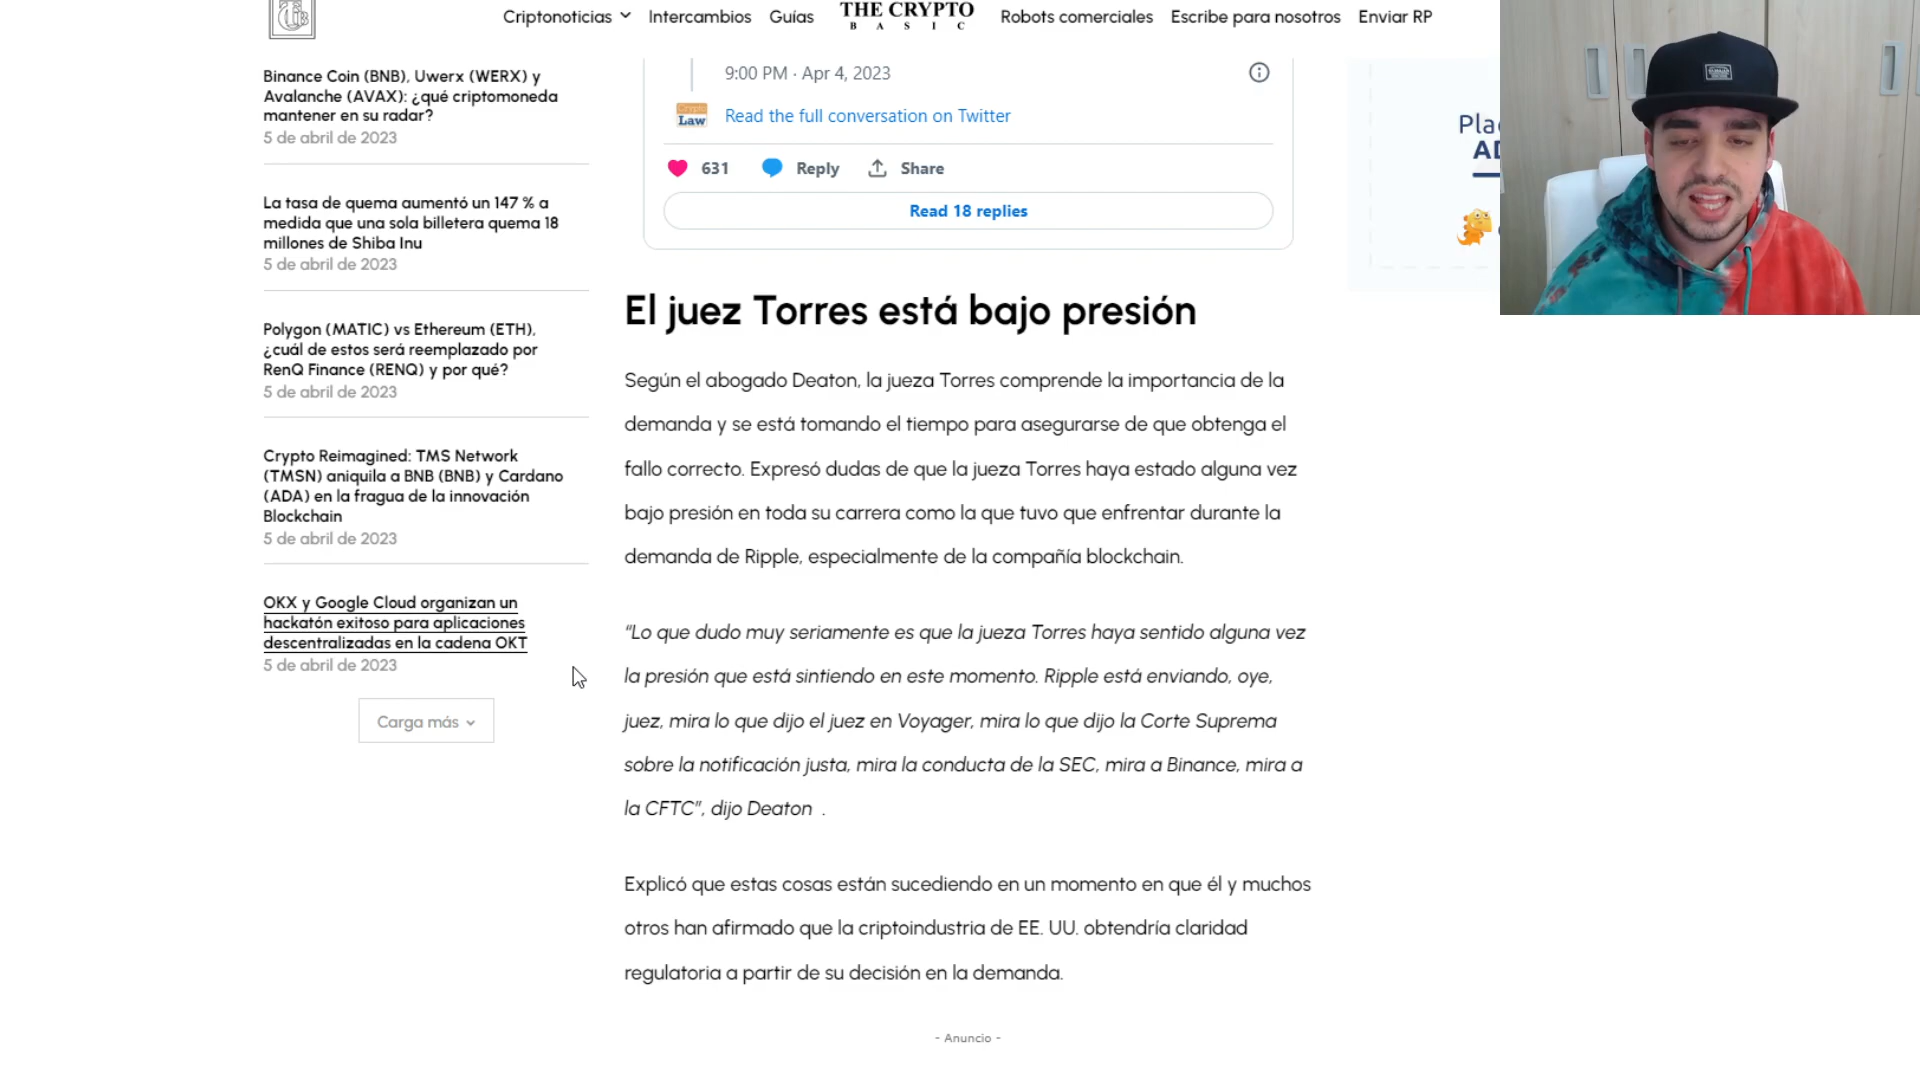 Criptonoticias
Intercambios
Guías
THE CRYPTO
BASIC
Robots comerciales
Escribe para nosotros
Enviar RP
Binance Coin (BNB), Uwerx (WERX) y
Avalanche (AVAX): ¿qué criptomoneda
mantener en su radar?
5 de abril de 2023
La tasa de quema aumentó un 147 % a
medida que una sola billetera quema 18
millones de Shiba Inu
5 de abril de 2023
Polygon (MATIC) vs Ethereum (ETH),
¿cuál de estos será reemplazado por
RenQ Finance (RENQ) y por qué?
5 de abril de 2023
Crypto Reimagined: TMS Network
(TMSN) aniquila a BNB (BNB) y Cardano
(ADA) en la fragua de la innovación
Blockchain
5 de abril de 2023
OKX y Google Cloud organizan un
hackatón exitoso para aplicaciones
descentralizadas en la cadena OKT
5 de abril de 2023
Carga más
9:00 PM · Apr 4, 2023
Crypto
Law
Read the full conversation on Twitter
631
Reply
Share
Read 18 replies
El juez Torres está bajo presión
Según el abogado Deaton, la jueza Torres comprende la importancia de la
demanda y se está tomando el tiempo para asegurarse de que obtenga el
fallo correcto. Expresó dudas de que la jueza Torres haya estado alguna vez
bajo presión en toda su carrera como la que tuvo que enfrentar durante la
demanda de Ripple, especialmente de la compañía blockchain.
“Lo que dudo muy seriamente es que la jueza Torres haya sentido alguna vez
la presión que está sintiendo en este momento. Ripple está enviando, oye,
juez, mira lo que dijo el juez en Voyager, mira lo que dijo la Corte Suprema
sobre la notificación justa, mira la conducta de la SEC, mira a Binance, mira a
la CFTC”, dijo Deaton .
Explicó que estas cosas están sucediendo en un momento en que él y muchos
otros han afirmado que la criptoindustria de EE. UU. obtendría claridad
regulatoria a partir de su decisión en la demanda.
- Anuncio -